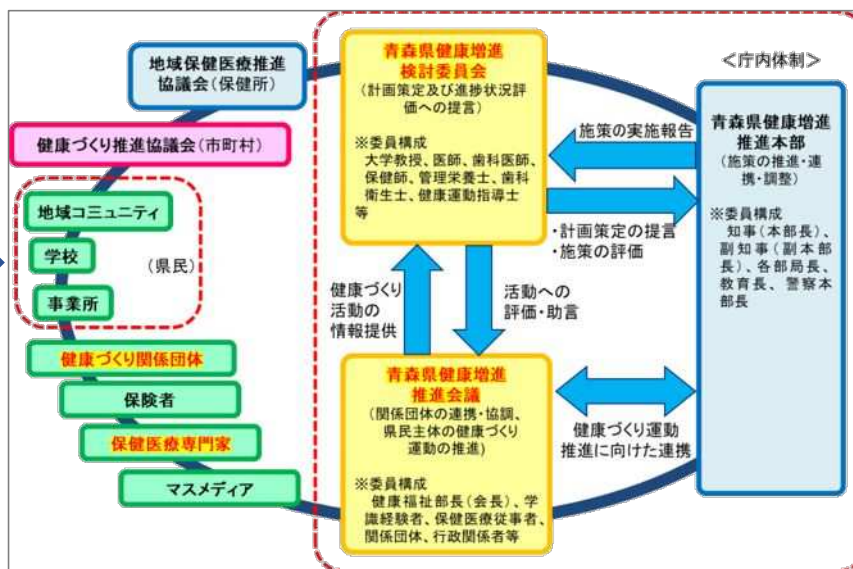 地域保健医療推進
協議会(保健所)
健康づくり推進協議会(市町村)
地域コミュニティ
学校
事業所
(県民)
健康づくり関係団体
保険者
保健医療専門家
マスメディア
青森県健康増進
検討委員会
(計画策定及び進捗状況評
価への提言)
※委員構成
大学教授、医師、歯科医師、
保健師、管理栄養士、歯科
衛生士、健康運動指導士
等
施策の実施報告
・計画策定の提言
・施策の評価
健康づくり
活動の
情報提供
活動への
評価・助言
青森県健康増進
推進会議
(関係団体の連携・協調、
県民主体の健康づくり
運動の推進)
※委員構成
健康福祉部長(会長)、学
識経験者、保健医療従事者、
関係団体、行政関係者等
健康づくり運動
推進に向けた連携
<庁内体制>
青森県健康増進
推進本部
(施策の推進・連
携・調整)
※委員構成
知事(本部長)、
副知事(副本部
長)、各部局長、
教育長、警察本
部長